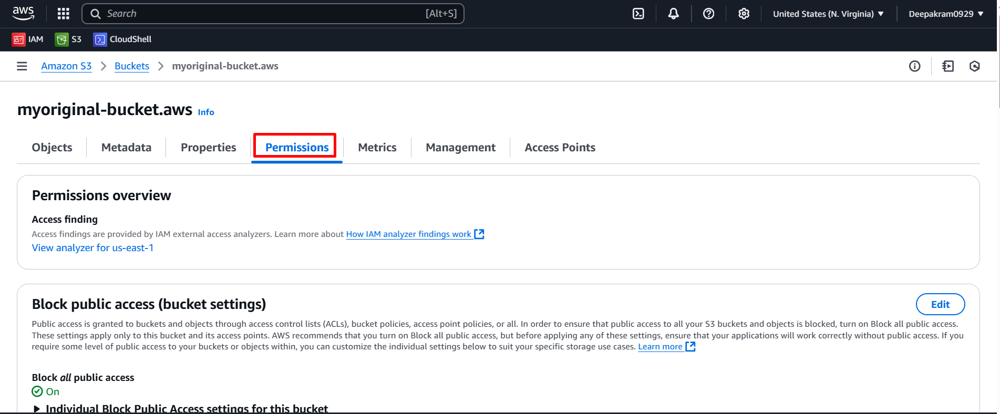 aws
Search [Alt+S]
United States (N. Virginia)
Deepakram0929
IAM
S3
CloudShell
Amazon S3
Buckets
myoriginal-bucket.aws
myoriginal-bucket.aws Info
Objects
Metadata
Properties
Permissions
Metrics
Management
Access Points
Permissions overview
Access finding
Access findings are provided by IAM external access analyzers. Learn more about How IAM analyzer findings work
View analyzer for us-east-1
Block public access (bucket settings)
Edit
Public access is granted to buckets and objects through access control lists (ACLs), bucket policies, access point policies, or all. In order to ensure that public access to all your S3 buckets and objects is blocked, turn on Block all public access.
These settings apply only to this bucket and its access points. AWS recommends that you turn on Block all public access, but before applying any of these settings, ensure that your applications will work correctly without public access. If you
require some level of public access to your buckets or objects within, you can customize the individual settings below to suit your specific storage use cases. Learn more
Block all public access
On
Individual Block Public Access settings for this bucket